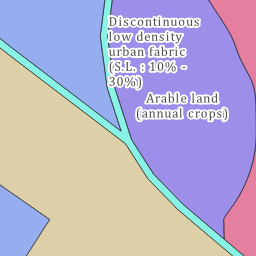 Discontinuous
low density
urban fabric
(S.L. : 10% -
30%)
Arable land
(annual crops)